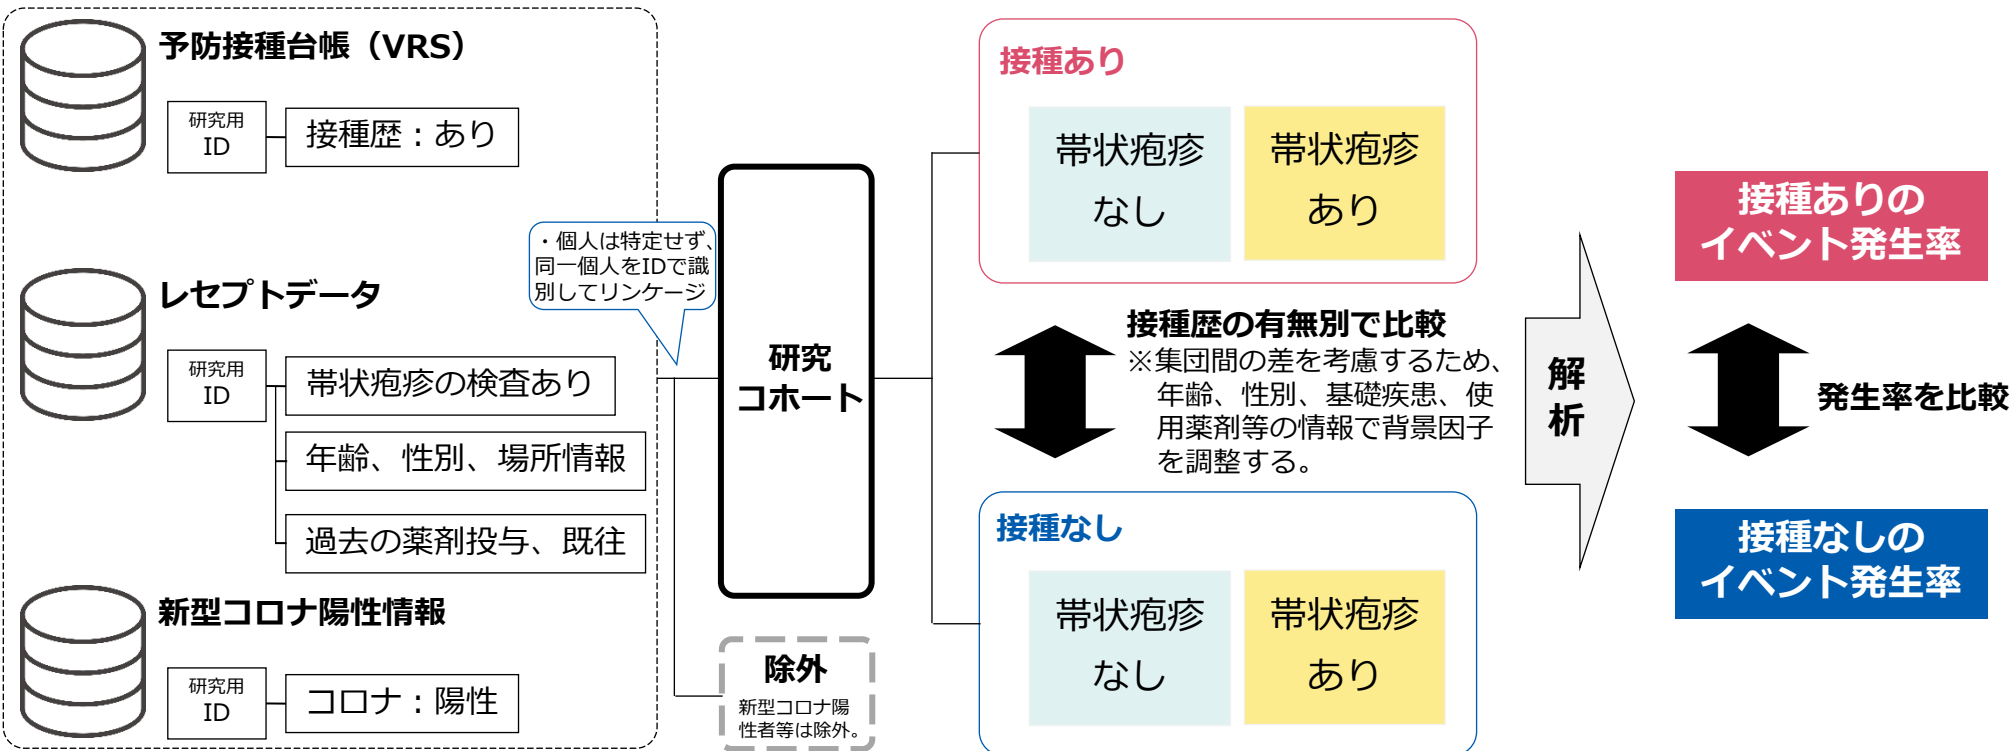 予防接種台帳（VRS）
研究用
ID
接種歴：あり
レセプトデータ
研究用
ID
帯状疱疹の検査あり
年齢、性別、場所情報
過去の薬剤投与、既往
新型コロナ陽性情報
研究用
ID
コロナ：陽性
・個人は特定せず、
同一個人をIDで識
別してリンケージ
研究
コホート
除外
新型コロナ陽
性者等は除外。
接種あり
帯状疱疹
なし
帯状疱疹
あり
接種歴の有無別で比較
※集団間の差を考慮するため、
年齢、性別、基礎疾患、使
用薬剤等の情報で背景因子
を調整する。
接種なし
帯状疱疹
なし
帯状疱疹
あり
解
析
接種ありの
イベント発生率
発生率を比較
接種なしの
イベント発生率